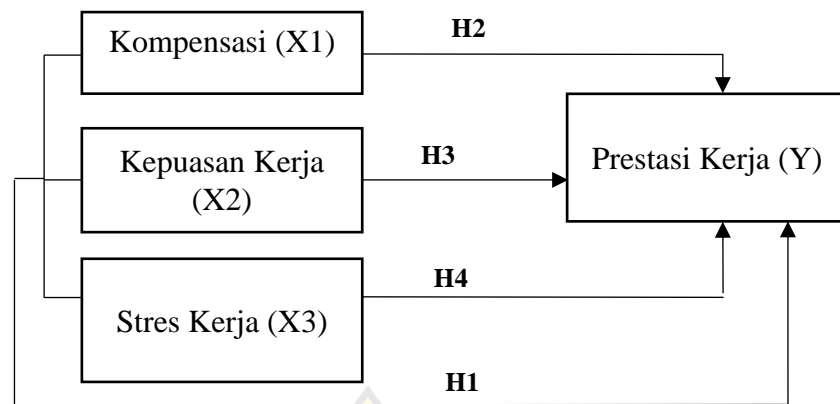 Kompensasi (X1)
H2
Kepuasan Kerja
(X2)
H3
Prestasi Kerja (Y)
Stres Kerja (X3)
H4
H1